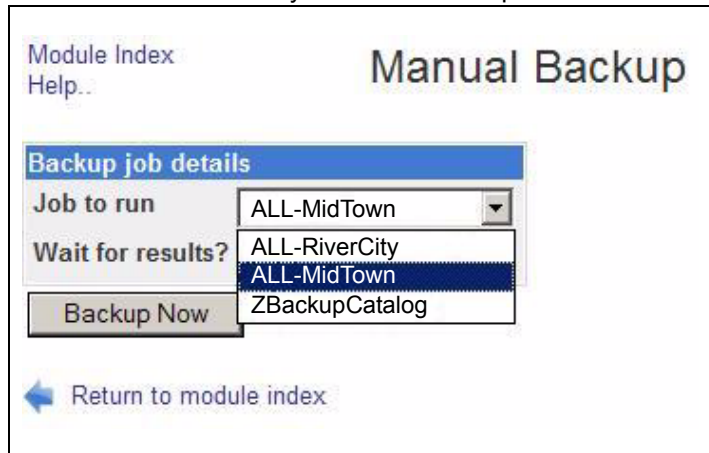 Module Index
Help..
Manual Backup
Backup job details
Job to run
ALL-MidTown
Wait for results?
ALL-RiverCity
ALL-MidTown
ZBackupCatalog
Backup Now
Return to module index